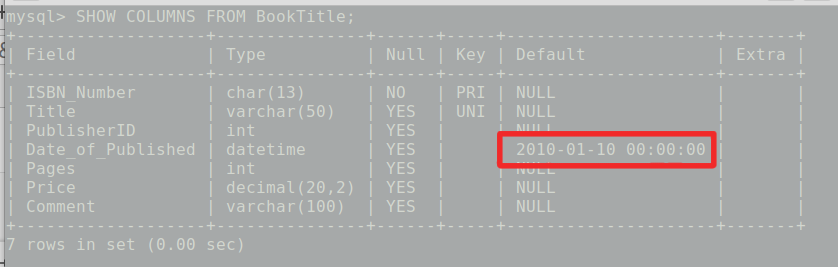 mysql> SHOW COLUMNS FROM BookTitle;
+-------------------+---------------+------+-----+---------------------+-------+
| Field             | Type          | Null | Key | Default             | Extra |
+-------------------+---------------+------+-----+---------------------+-------+
| ISBN_Number       | char(13)      | NO   | PRI | NULL                |       |
| Title             | varchar(50)   | YES  | UNI | NULL                |       |
| PublisherID       | int           | YES  |     | NULL                |       |
| Date_of_Published | datetime      | YES  |     | 2010-01-10 00:00:00 |       |
| Pages             | int           | YES  |     | NULL                |       |
| Price             | decimal(20,2) | YES  |     | NULL                |       |
| Comment           | varchar(100)  | YES  |     | NULL                |       |
+-------------------+---------------+------+-----+---------------------+-------+
7 rows in set (0.00 sec)